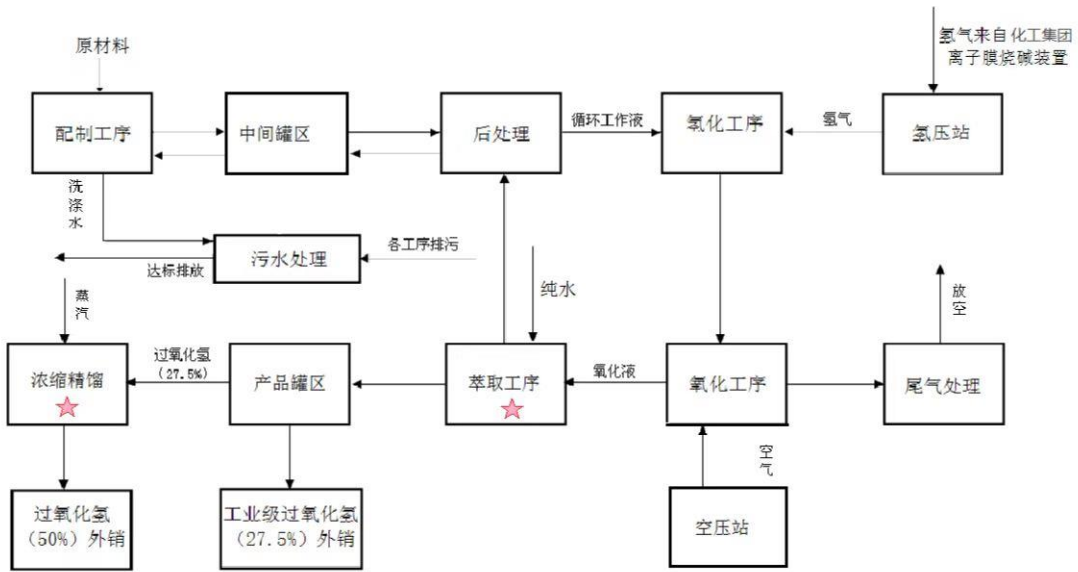 原材料
氢气来自化工集团
离子膜烧碱装置
配制工序
中间罐区
后处理
循环工作液
氧化工序
氢气
氢压站
洗
涤
水
污水处理
各工序排污
达标排放
蒸
汽
纯水
放
空
浓缩精馏
过氧化氢
(27.5%)
产品罐区
萃取工序
氧化液
氧化工序
尾气处理
空
气
过氧化氢
（50%）外销
工业级过氧化氢
（27.5%）外销
空压站